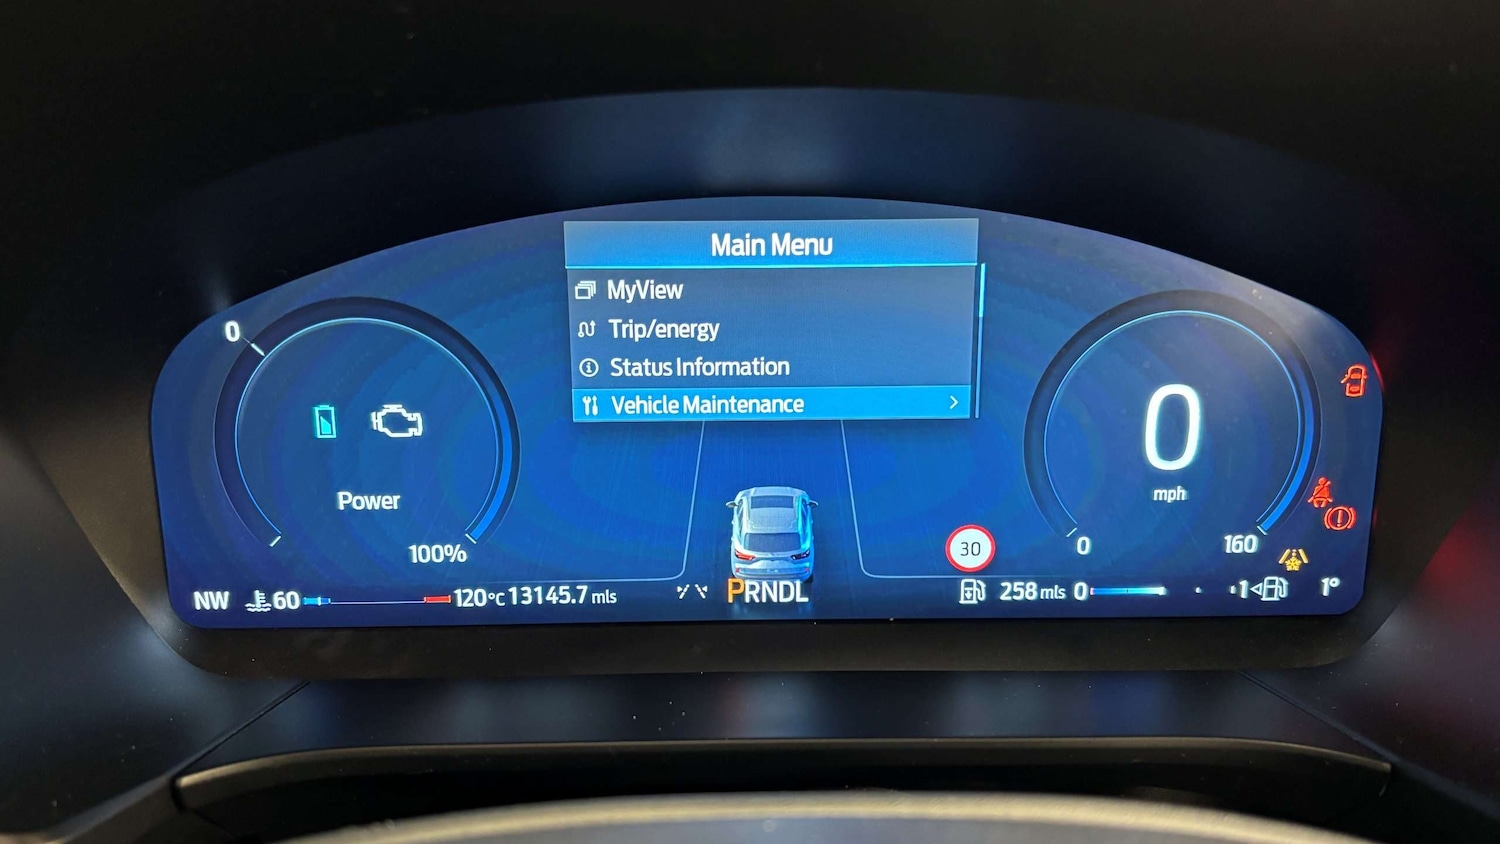 Main Menu
MyView
Trip/energy
Status Information
Vehicle Maintenance
0
Power
100%
0
mph
0
160
30
NW 60 120°C 13145.7 mls
PRNDL
258 mls 0 1 1°